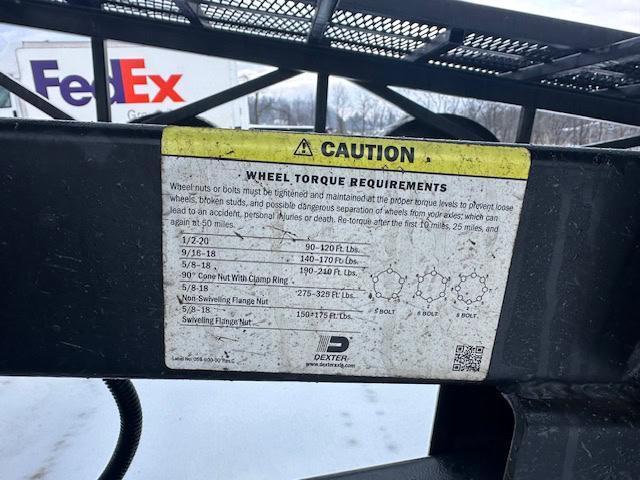 FedEx
CAUTION
WHEEL TORQUE REQUIREMENTS
Wheel nuts or bolts must be tightened and maintained at the proper torque levels to prevent loose
wheels, broken studs, and possible dangerous separation of wheels from your axles, which can
lead to an accident, personal injuries or death. Re-torque after the first 10 miles, 25 miles, and
again at 50 miles.
1/2-20 90-120 Ft. Lbs.
9/16-18 140-170 Ft. Lbs.
5/8-18 190-210 Ft. Lbs.
90° Cone Nut With Clamp Ring
5/8-18 275-325 Ft. Lbs.
Non-Swiveling Flange Nut
5/8-18 150-175 Ft. Lbs.
Swiveling Flange Nut
5 BOLT 6 BOLT 8 BOLT
DEXTER
www.dexteraxle.com
Label No.